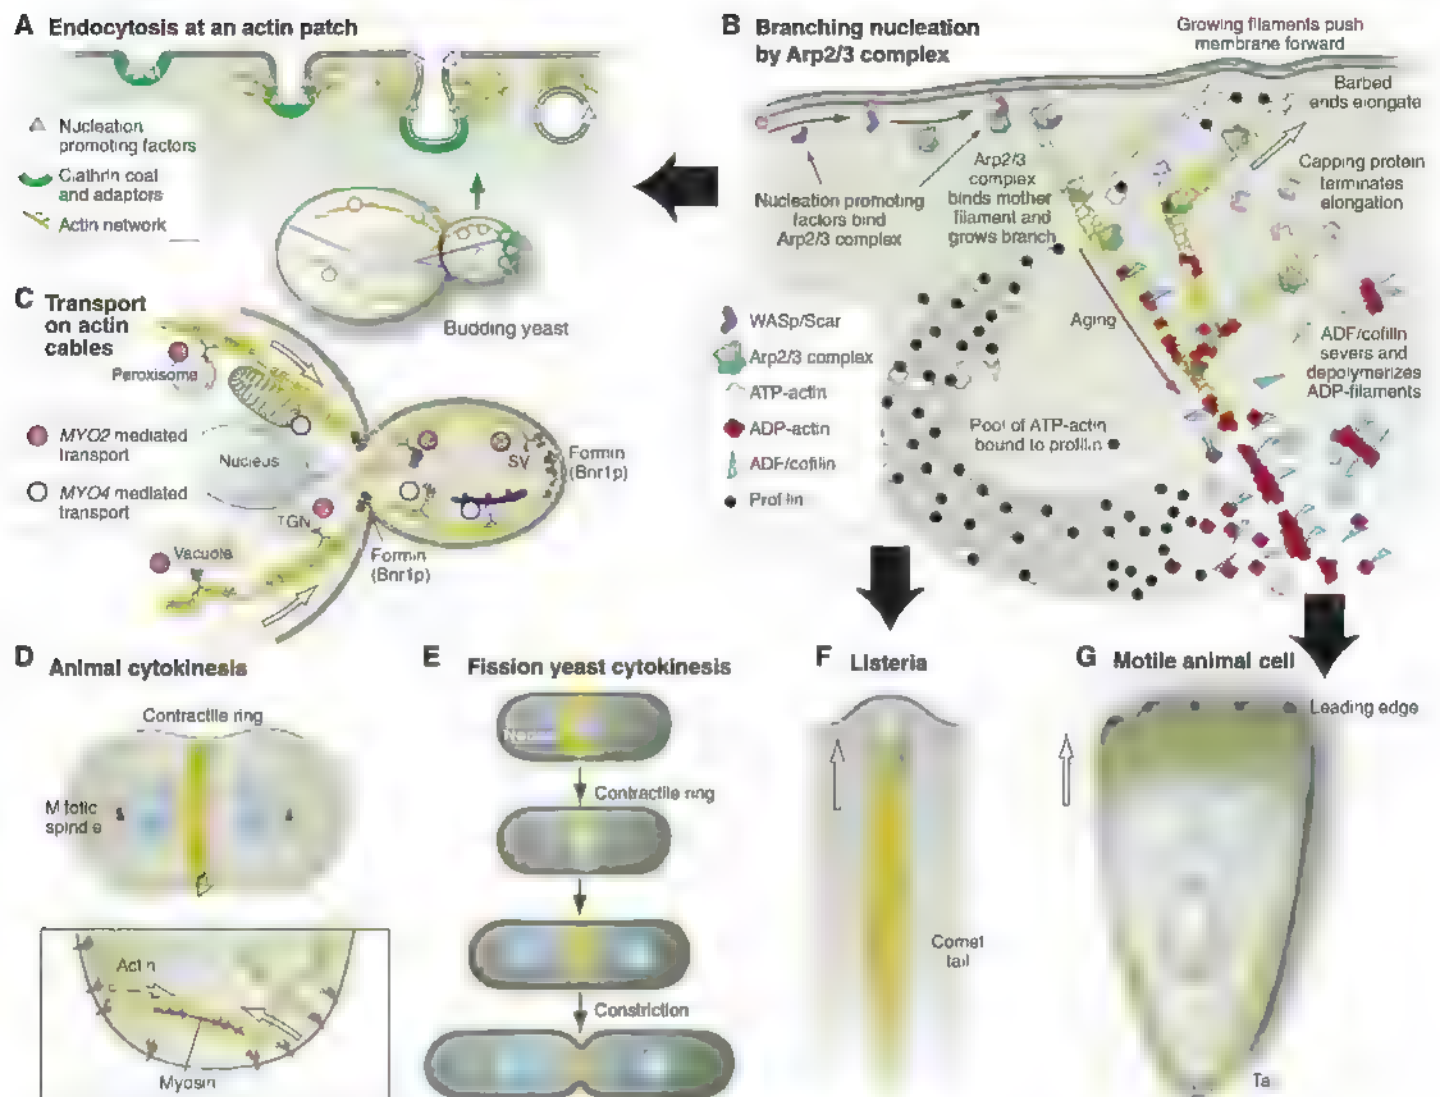 A Endocytosis at an actin patch
Nucleation
promoting factors
Clathrin coat
and adaptors
Actin network
Budding yeast
B Branching nucleation
by Arp2/3 complex
Growing filaments push
membrane forward
Barbed
ends elongate
Capping protein
terminates
elongation
Arp2/3
complex
binds mother
filament and
grows branch
Nucleation promoting
factors bind
Arp2/3 complex
Aging
ADF/cofilin
severs and
depolymerizes
ADP-filaments
WASp/Scar
Arp2/3 complex
ATP-actin
ADP-actin
ADF/cofilin
Profilin
Pool of ATP-actin
bound to profilin
C Transport
on actin
cables
Peroxisome
MYO2 mediated
transport
MYO4 mediated
transport
Nucleus
TGN
Vacuole
SV
Formin
(Bnr1p)
Formin
(Bnr1p)
D Animal cytokinesis
Contractile ring
Mitotic
spindle
Actin
Myosin
E Fission yeast cytokinesis
Contractile ring
Constriction
F Listeria
Comet
tail
G Motile animal cell
Leading edge